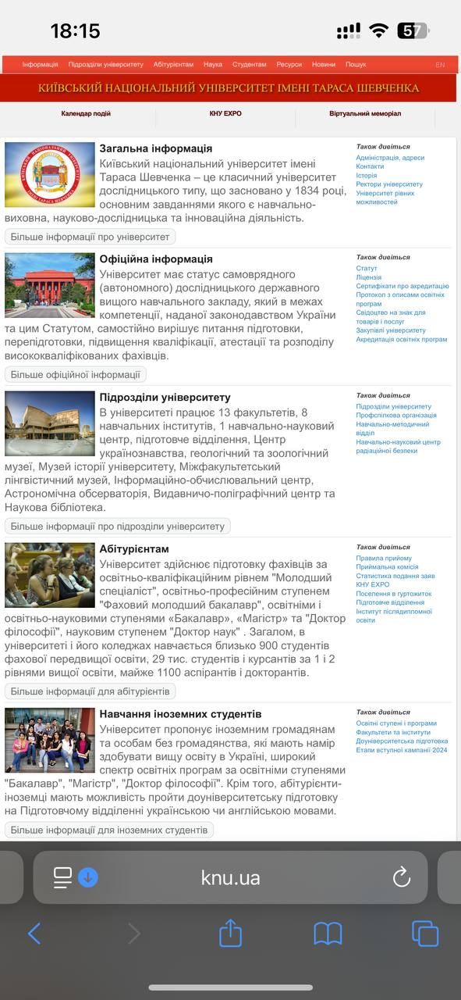 18:15
57
Інформація Підрозділи університету Абітурієнтам Наука Студентам Ресурси Новини Пошук EN
КИЇВСЬКИЙ НАЦІОНАЛЬНИЙ УНІВЕРСИТЕТ ІМЕНІ ТАРАСА ШЕВЧЕНКА
Календар подій КНУ EXPO Віртуальний меморіал
Загальна інформація
Київський національний університет імені
Тараса Шевченка – це класичний університет
дослідницького типу, що засновано у 1834 році,
основним завданнями якого є навчально-
виховна, науково-дослідницька та інноваційна діяльність.
Більше інформації про університет
Також дивіться
Адміністрація, адреси
Контакти
Історія
Ректори університету
Університет рівних
можливостей
Офіційна інформація
Університет має статус самоврядного
(автономного) дослідницького державного
вищого навчального закладу, який в межах
компетенції, наданої законодавством України
та цим Статутом, самостійно вирішує питання підготовки,
перепідготовки, підвищення кваліфікації, атестації та розподілу
висококваліфікованих фахівців.
Більше офіційної інформації
Також дивіться
Статут
Ліцензія
Сертифікати про акредитацію
Протокол з описами освітніх
програм
Свідоцтво на знак для
товарів і послуг
Закупівлі університету
Акредитація освітніх програм
Підрозділи університету
В університеті працює 13 факультетів, 8
навчальних інститутів, 1 навчально-науковий
центр, підготовче відділення, Центр
українознавства, геологічний та зоологічний
музеї, Музей історії університету, Міжфакультетський
лінгвістичний музей, Інформаційно-обчислювальний центр,
Астрономічна обсерваторія, Видавничо-поліграфічний центр та
Наукова бібліотека.
Більше інформації про підрозділи університету
Також дивіться
Підрозділи університету
Профспілкова організація
Навчально-методичний
відділ
Навчально-науковий центр
радіаційної безпеки
Абітурієнтам
Університет здійснює підготовку фахівців за
освітньо-кваліфікаційним рівнем "Молодший
спеціаліст", освітньо-професійним ступенем
"Фаховий молодший бакалавр", освітніми і
освітньо-науковими ступенями «Бакалавр», «Магістр» та "Доктор
філософії", науковим ступенем "Доктор наук" . Загалом, в
університеті і його коледжах навчається близько 900 студентів
фахової передвищої освіти, 29 тис. студентів і курсантів за 1 і 2
рівнями вищої освіти, майже 1100 аспірантів і докторантів.
Більше інформації для абітурієнтів
Також дивіться
Правила прийому
Приймальна комісія
Статистика подання заяв
КНУ EXPO
Поселення в гуртожиток
Підготовче відділення
Інститут післядипломної
освіти
Навчання іноземних студентів
Університет пропонує іноземним громадянам
та особам без громадянства, які мають намір
здобувати вищу освіту в Україні, широкий
спектр освітніх програм за освітніми ступенями
"Бакалавр", "Магістр", "Доктор філософії". Крім того, абітурієнти-
іноземці мають можливість пройти доуніверситетську підготовку
на Підготовчому відділенні українською чи англійською мовами.
Більше інформації для іноземних студентів
Також дивіться
Освітні ступені і програми
Факультети та інститути
Доуніверситетська підготовка
Етапи вступної кампанії 2024
knu.ua